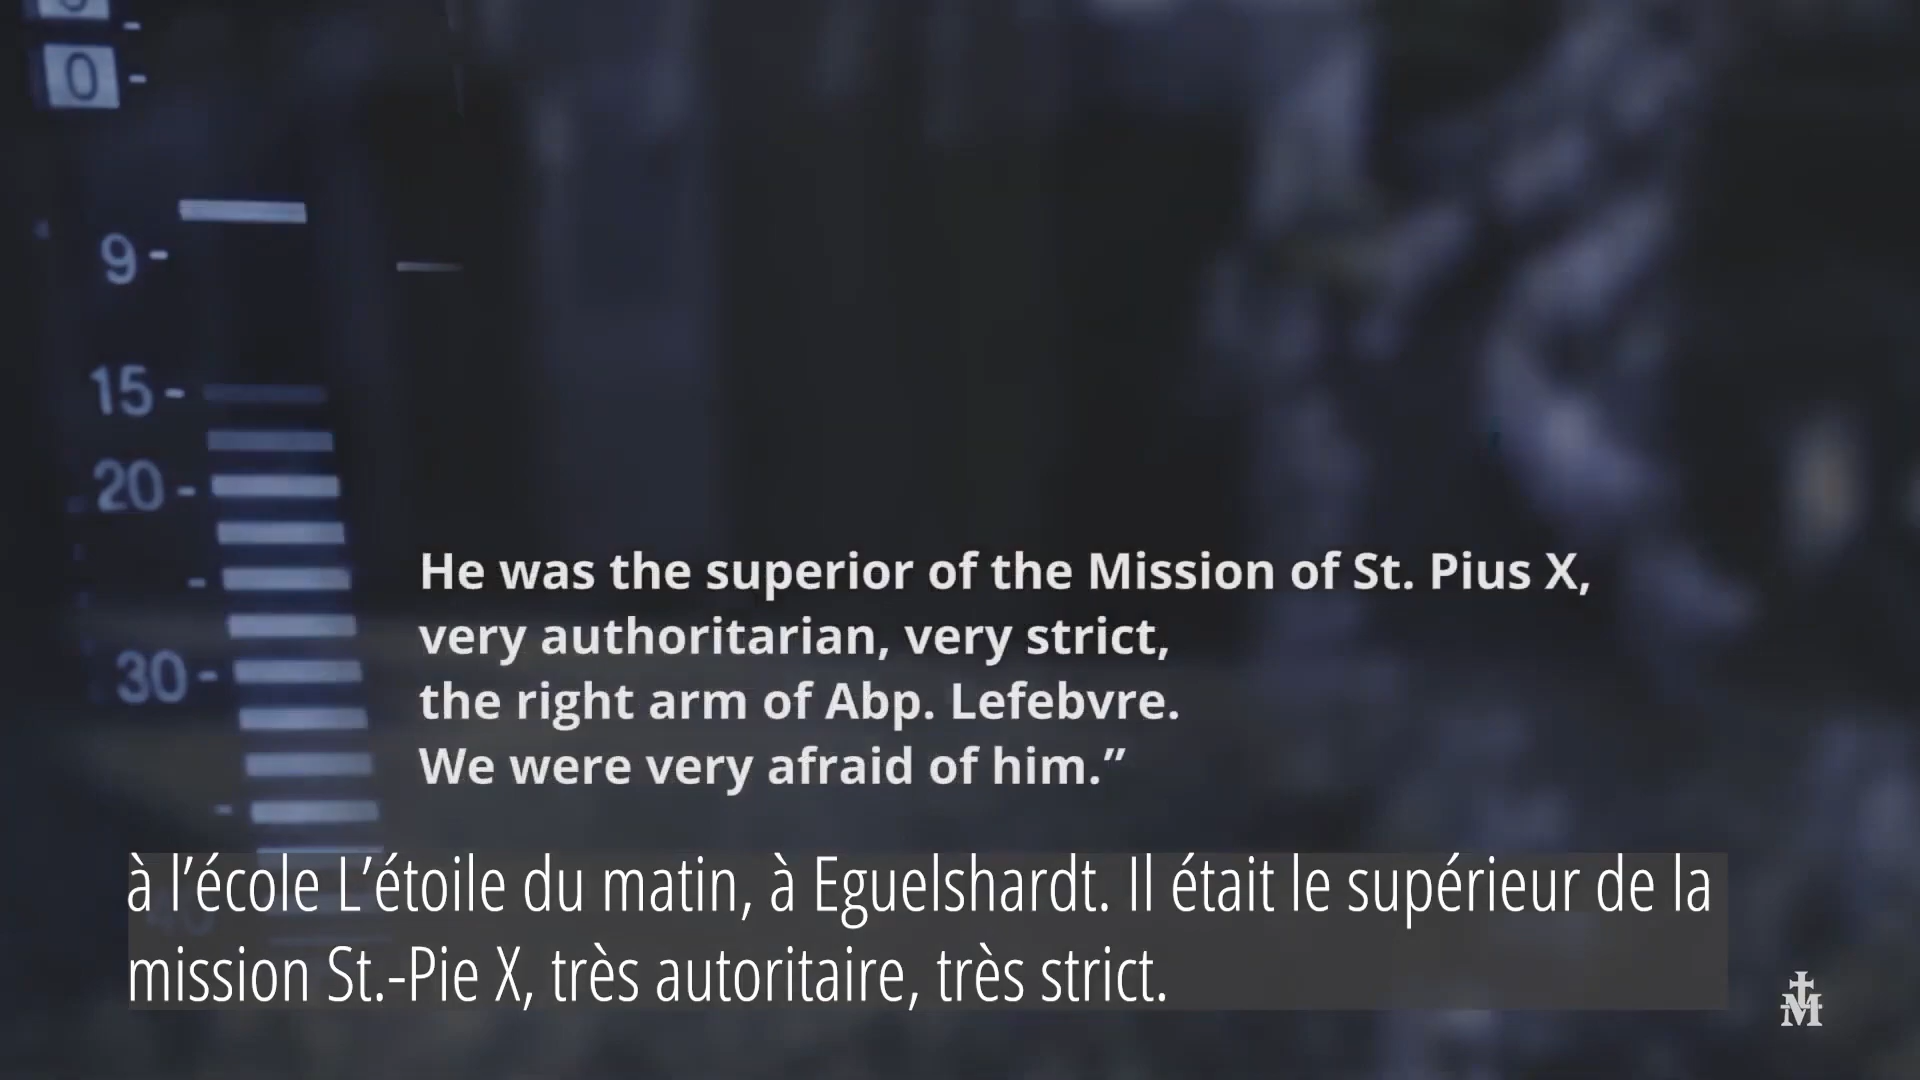 0
9
15
20
30
He was the superior of the Mission of St. Pius X,
very authoritarian, very strict,
the right arm of Abp. Lefebvre.
We were very afraid of him.”
à l’école L’étoile du matin, à Eguelshardt. Il était le supérieur de la
mission St.-Pie X, très autoritaire, très strict.
M